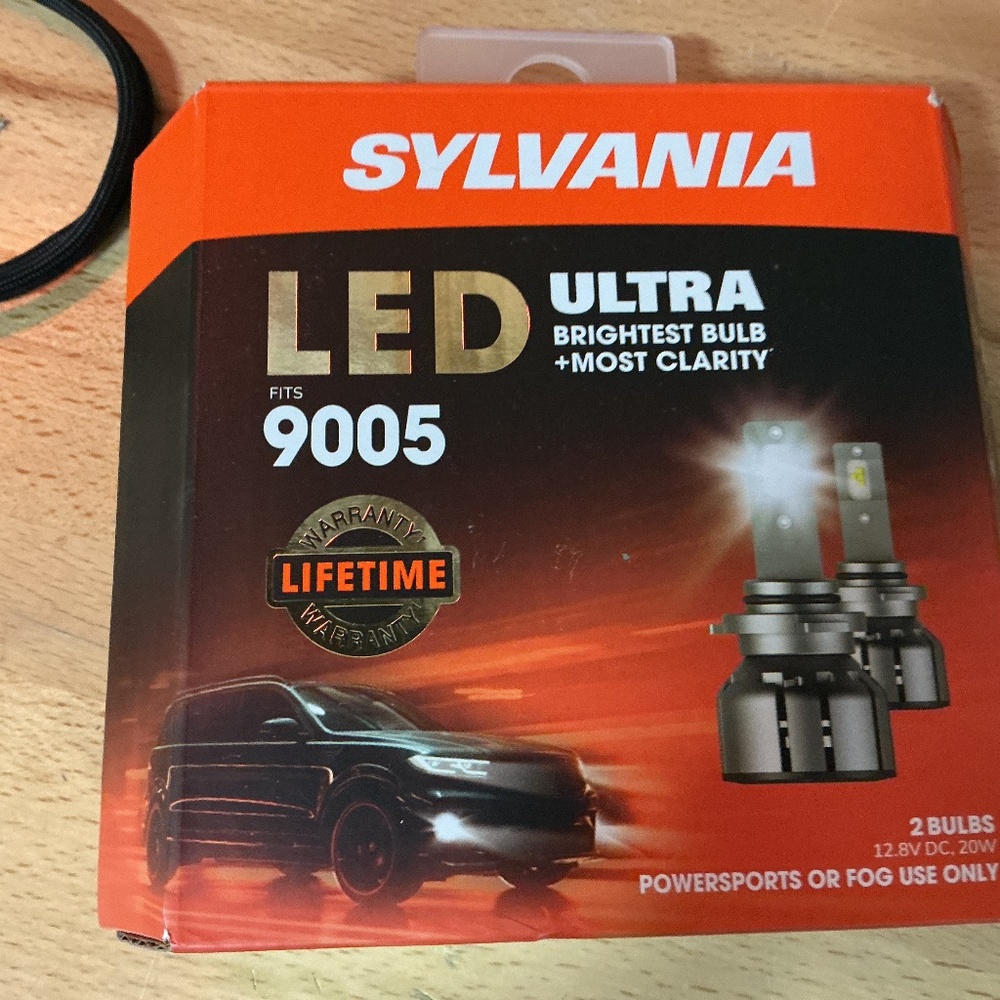 SYLVANIA
LED
ULTRA
BRIGHTEST BULB
+MOST CLARITY*
FITS
9005
WARRANTY†
LIFETIME
WARRANTY†
2 BULBS
12.8V DC, 20W
POWERSPORTS OR FOG USE ONLY